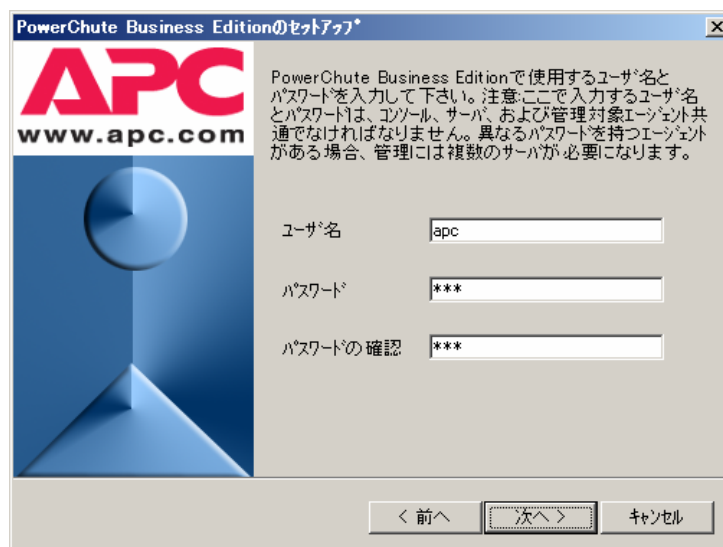 PowerChute Business Editionのセットアップ
APC
www.apc.com
PowerChute Business Editionで使用するユーザ名と
パスワードを入力して下さい。注意:ここで入力するユーザ名
とパスワードは、コンソール、サーバ、および管理対象エージェント共
通でなければなりません。異なるパスワードを持つエージェント
がある場合、管理には複数のサーバが必要になります。
ユーザ名
apc
パスワード
***
パスワードの確認
***
< 前へ
次へ >
キャンセル